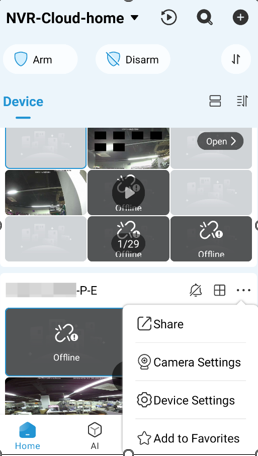 NVR-Cloud-home
Arm
Disarm
Device
Open
Offline
1/29
Offline
Offline
-P-E
Offline
Share
Camera Settings
Device Settings
Add to Favorites
Home
AI